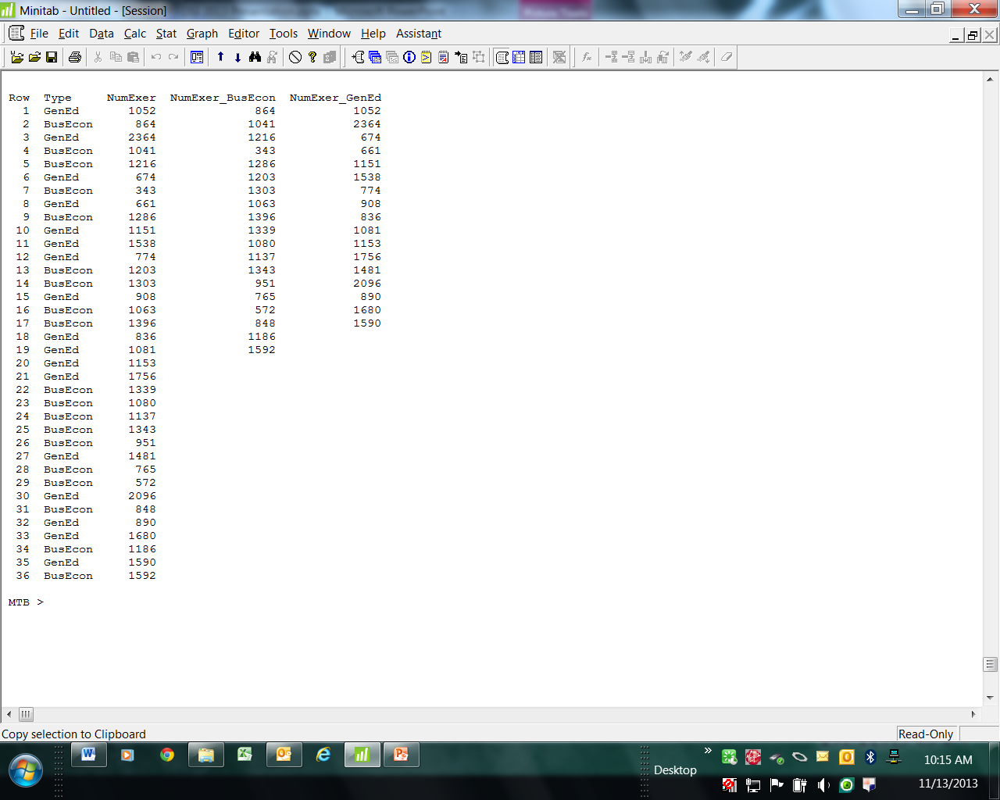 Minitab - Untitled - [Session]
File Edit Data Calc Stat Graph Editor Tools Window Help Assistant
Row Type NumExer NumExer_BusEcon NumExer_GenEd
1 GenEd 1052 864 1052
2 BusEcon 864 1041 2364
3 GenEd 2364 1216 674
4 BusEcon 1041 343 661
5 BusEcon 1216 1286 1151
6 GenEd 674 1203 1538
7 BusEcon 343 1303 774
8 GenEd 661 1063 908
9 BusEcon 1286 1396 836
10 GenEd 1151 1339 1081
11 GenEd 1538 1080 1153
12 GenEd 774 1137 1756
13 BusEcon 1203 1343 1481
14 BusEcon 1303 951 2096
15 GenEd 908 765 890
16 BusEcon 1063 572 1680
17 BusEcon 1396 848 1590
18 GenEd 836 1186
19 GenEd 1081 1592
20 GenEd 1153
21 GenEd 1756
22 BusEcon 1339
23 BusEcon 1080
24 BusEcon 1137
25 BusEcon 1343
26 BusEcon 951
27 GenEd 1481
28 BusEcon 765
29 BusEcon 572
30 GenEd 2096
31 BusEcon 848
32 GenEd 890
33 GenEd 1680
34 BusEcon 1186
35 GenEd 1590
36 BusEcon 1592
MTB >
Copy selection to Clipboard Read-Only
Desktop » 10:15 AM
11/13/2013